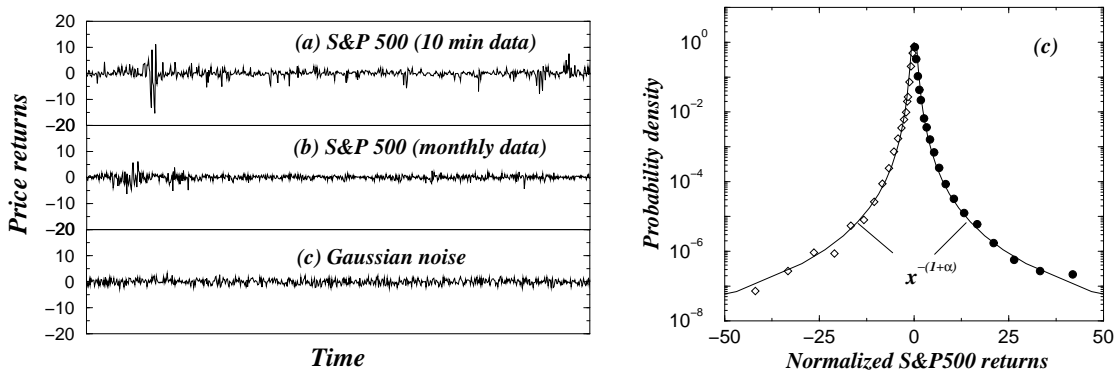 Price returns
20
10
0
−10
−20
(a) S&P 500 (10 min data)
20
10
0
−10
−20
(b) S&P 500 (monthly data)
20
10
0
−10
−20
(c) Gaussian noise
Time
Probability density
10^0
10^−2
10^−4
10^−6
10^−8
(c)
x^−(1+α)
−50
−25
0
25
50
Normalized S&P500 returns